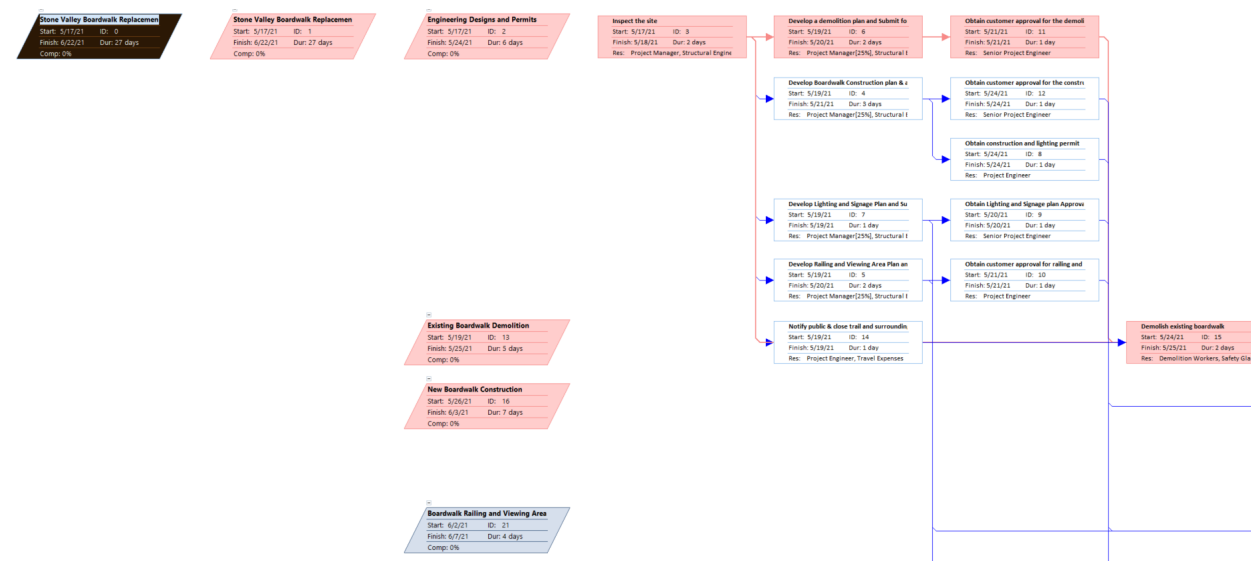 Stone Valley Boardwalk Replacemen
Start: 5/17/21 ID: 0
Finish: 6/22/21 Dur: 27 days
Comp: 0%
Stone Valley Boardwalk Replacemen
Start: 5/17/21 ID: 1
Finish: 6/22/21 Dur: 27 days
Comp: 0%
Engineering Designs and Permits
Start: 5/17/21 ID: 2
Finish: 5/24/21 Dur: 6 days
Comp: 0%
Inspect the site
Start: 5/17/21 ID: 3
Finish: 5/18/21 Dur: 2 days
Res: Project Manager, Structural Engine
Develop a demolition plan and Submit fo
Start: 5/19/21 ID: 6
Finish: 5/20/21 Dur: 2 days
Res: Project Manager[25%], Structural
Obtain customer approval for the demoli
Start: 5/21/21 ID: 11
Finish: 5/21/21 Dur: 1 day
Res: Senior Project Engineer
Develop Boardwalk Construction plan & a
Start: 5/19/21 ID: 4
Finish: 5/21/21 Dur: 3 days
Res: Project Manager[25%], Structural
Obtain customer approval for the constru
Start: 5/24/21 ID: 12
Finish: 5/24/21 Dur: 1 day
Res: Senior Project Engineer
Obtain construction and lighting permit
Start: 5/24/21 ID: 8
Finish: 5/24/21 Dur: 1 day
Res: Project Engineer
Develop Lighting and Signage Plan and Su
Start: 5/19/21 ID: 7
Finish: 5/19/21 Dur: 1 day
Res: Project Manager[25%], Structural
Obtain Lighting and Signage plan Approva
Start: 5/20/21 ID: 9
Finish: 5/20/21 Dur: 1 day
Res: Senior Project Engineer
Develop Railing and Viewing Area Plan an
Start: 5/19/21 ID: 5
Finish: 5/20/21 Dur: 2 days
Res: Project Manager[25%], Structural
Obtain customer approval for railing and
Start: 5/21/21 ID: 10
Finish: 5/21/21 Dur: 1 day
Res: Project Engineer
Existing Boardwalk Demolition
Start: 5/19/21 ID: 13
Finish: 5/25/21 Dur: 5 days
Comp: 0%
Notify public & close trail and surroundin
Start: 5/19/21 ID: 14
Finish: 5/19/21 Dur: 1 day
Res: Project Engineer, Travel Expenses
Demolish existing boardwalk
Start: 5/24/21 ID: 15
Finish: 5/25/21 Dur: 2 days
Res: Demolition Workers, Safety Gla
New Boardwalk Construction
Start: 5/26/21 ID: 16
Finish: 6/3/21 Dur: 7 days
Comp: 0%
Boardwalk Railing and Viewing Area
Start: 6/2/21 ID: 21
Finish: 6/7/21 Dur: 4 days
Comp: 0%